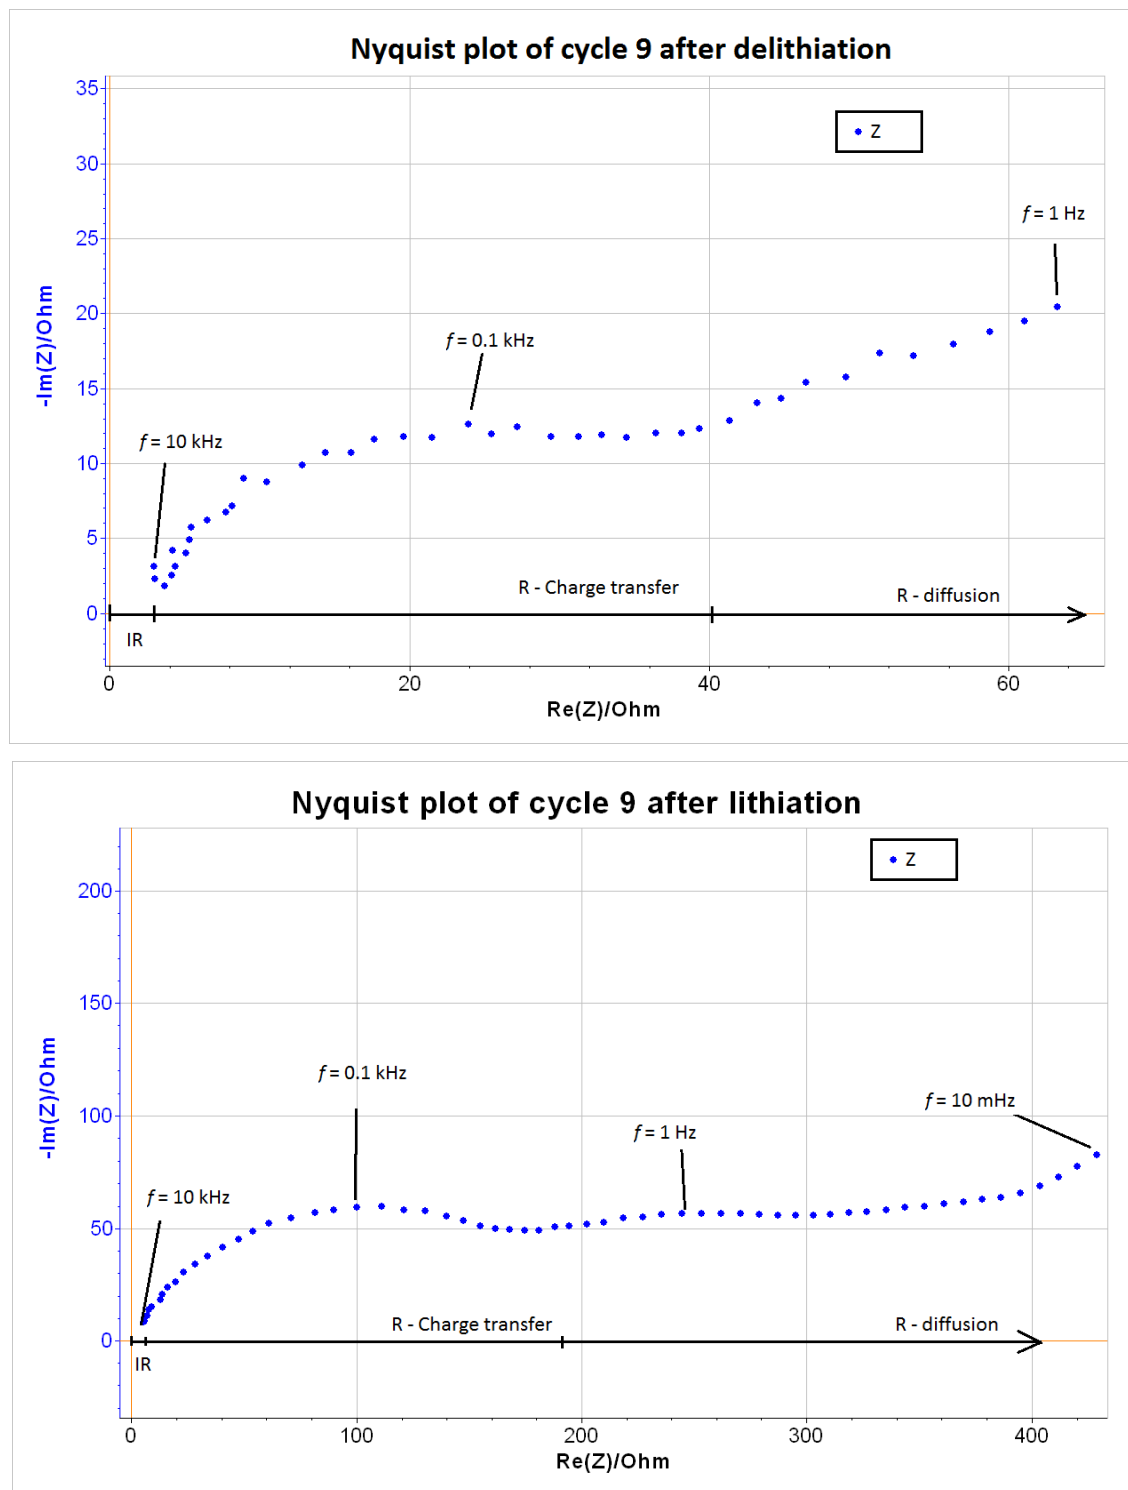 Nyquist plot of cycle 9 after delithiation
35
Z
30
f = 1 Hz
25
-Im(Z)/Ohm
20
f = 0.1 kHz
15
f = 10 kHz
10
5
R - Charge transfer
R - diffusion
0
IR
0 20 40 60
Re(Z)/Ohm
Nyquist plot of cycle 9 after lithiation
Z
200
150
-Im(Z)/Ohm
f = 0.1 kHz
100
f = 10 mHz
f = 1 Hz
f = 10 kHz
50
R - Charge transfer
R - diffusion
0
IR
0 100 200 300 400
Re(Z)/Ohm